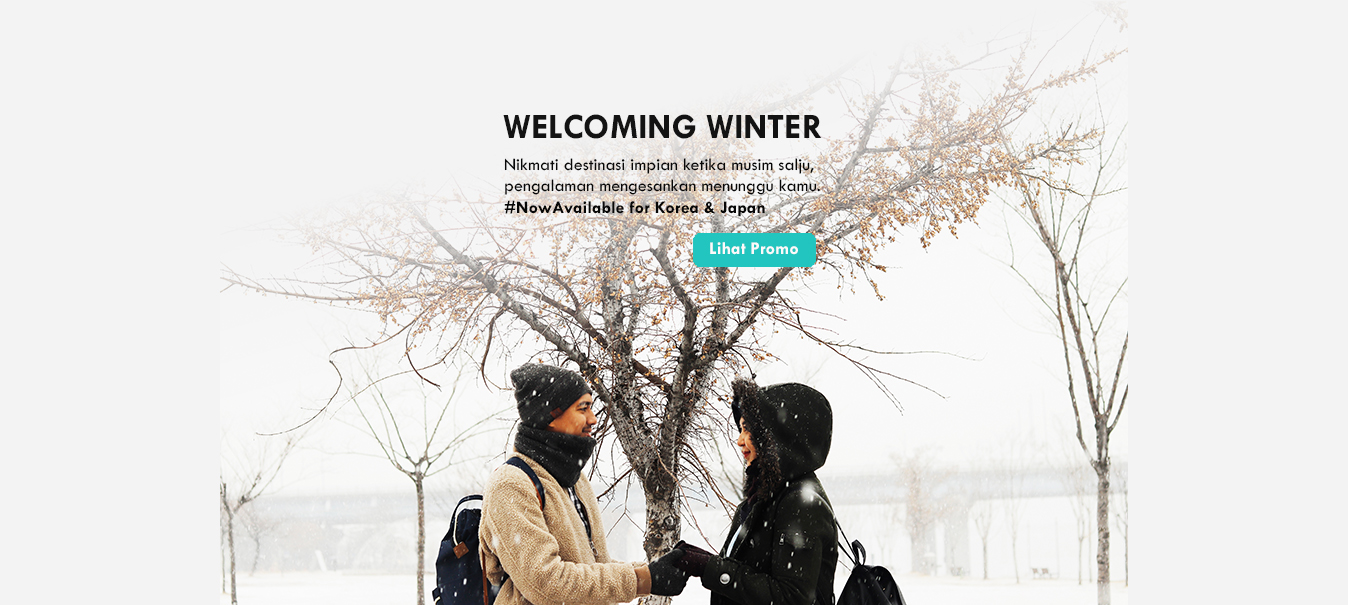 WELCOMING WINTER
Nikmati destinasi impian ketika musim salju,
pengalaman mengesankan menunggu kamu.
#NowAvailable for Korea & Japan
Lihat Promo